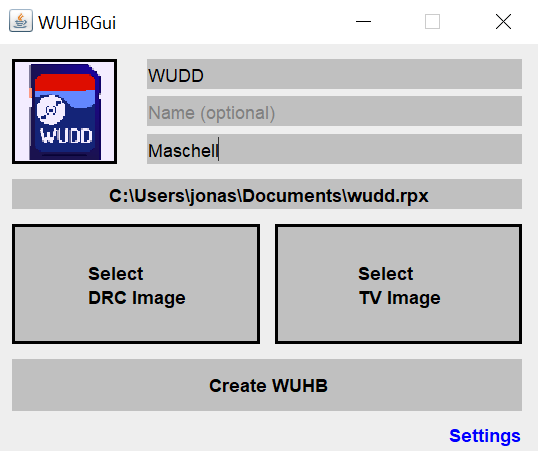 WUHBGui
WUDD
WUDD
Name (optional)
Maschell
C:\Users\jonas\Documents\wudd.rpx
Select
DRC Image
Select
TV Image
Create WUHB
Settings